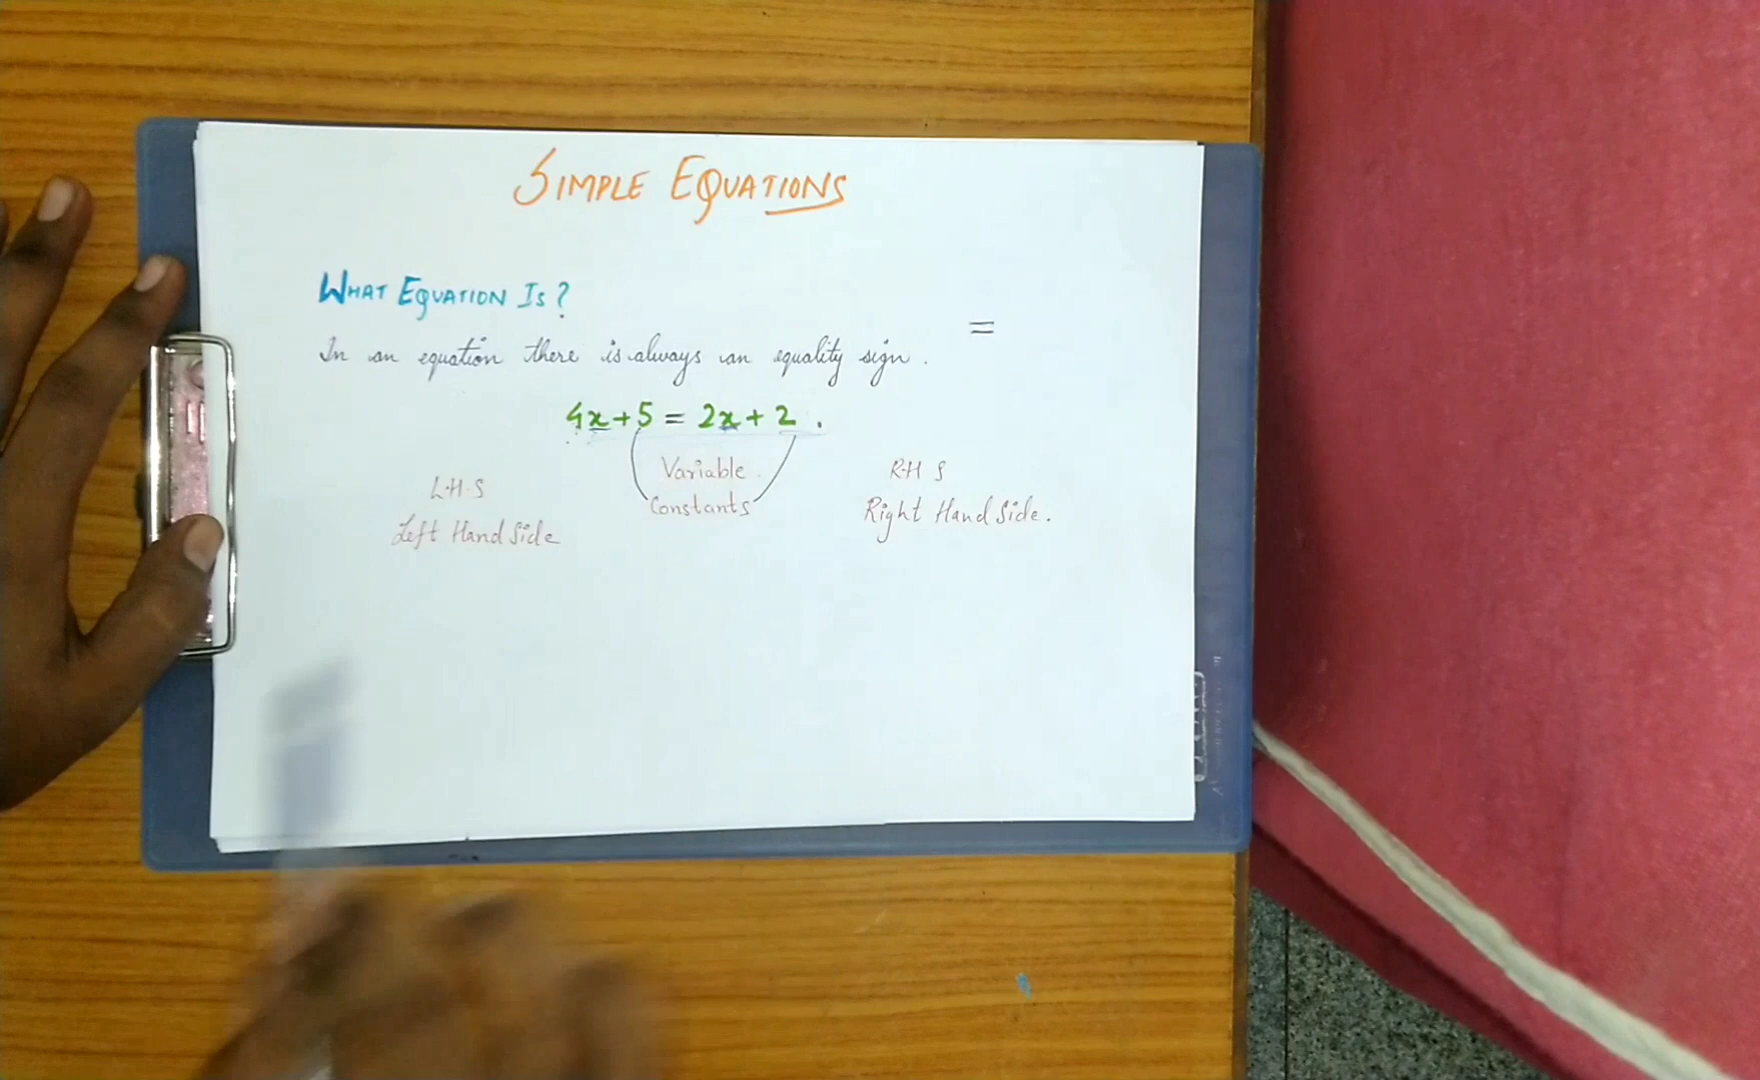 SIMPLE EQUATIONS
WHAT EQUATION IS?
=
In an equation there is always an equality sign.
4x+5 = 2x+2.
Variable.
Constants
L.H.S
Left Hand Side
R.H S
Right Hand Side.